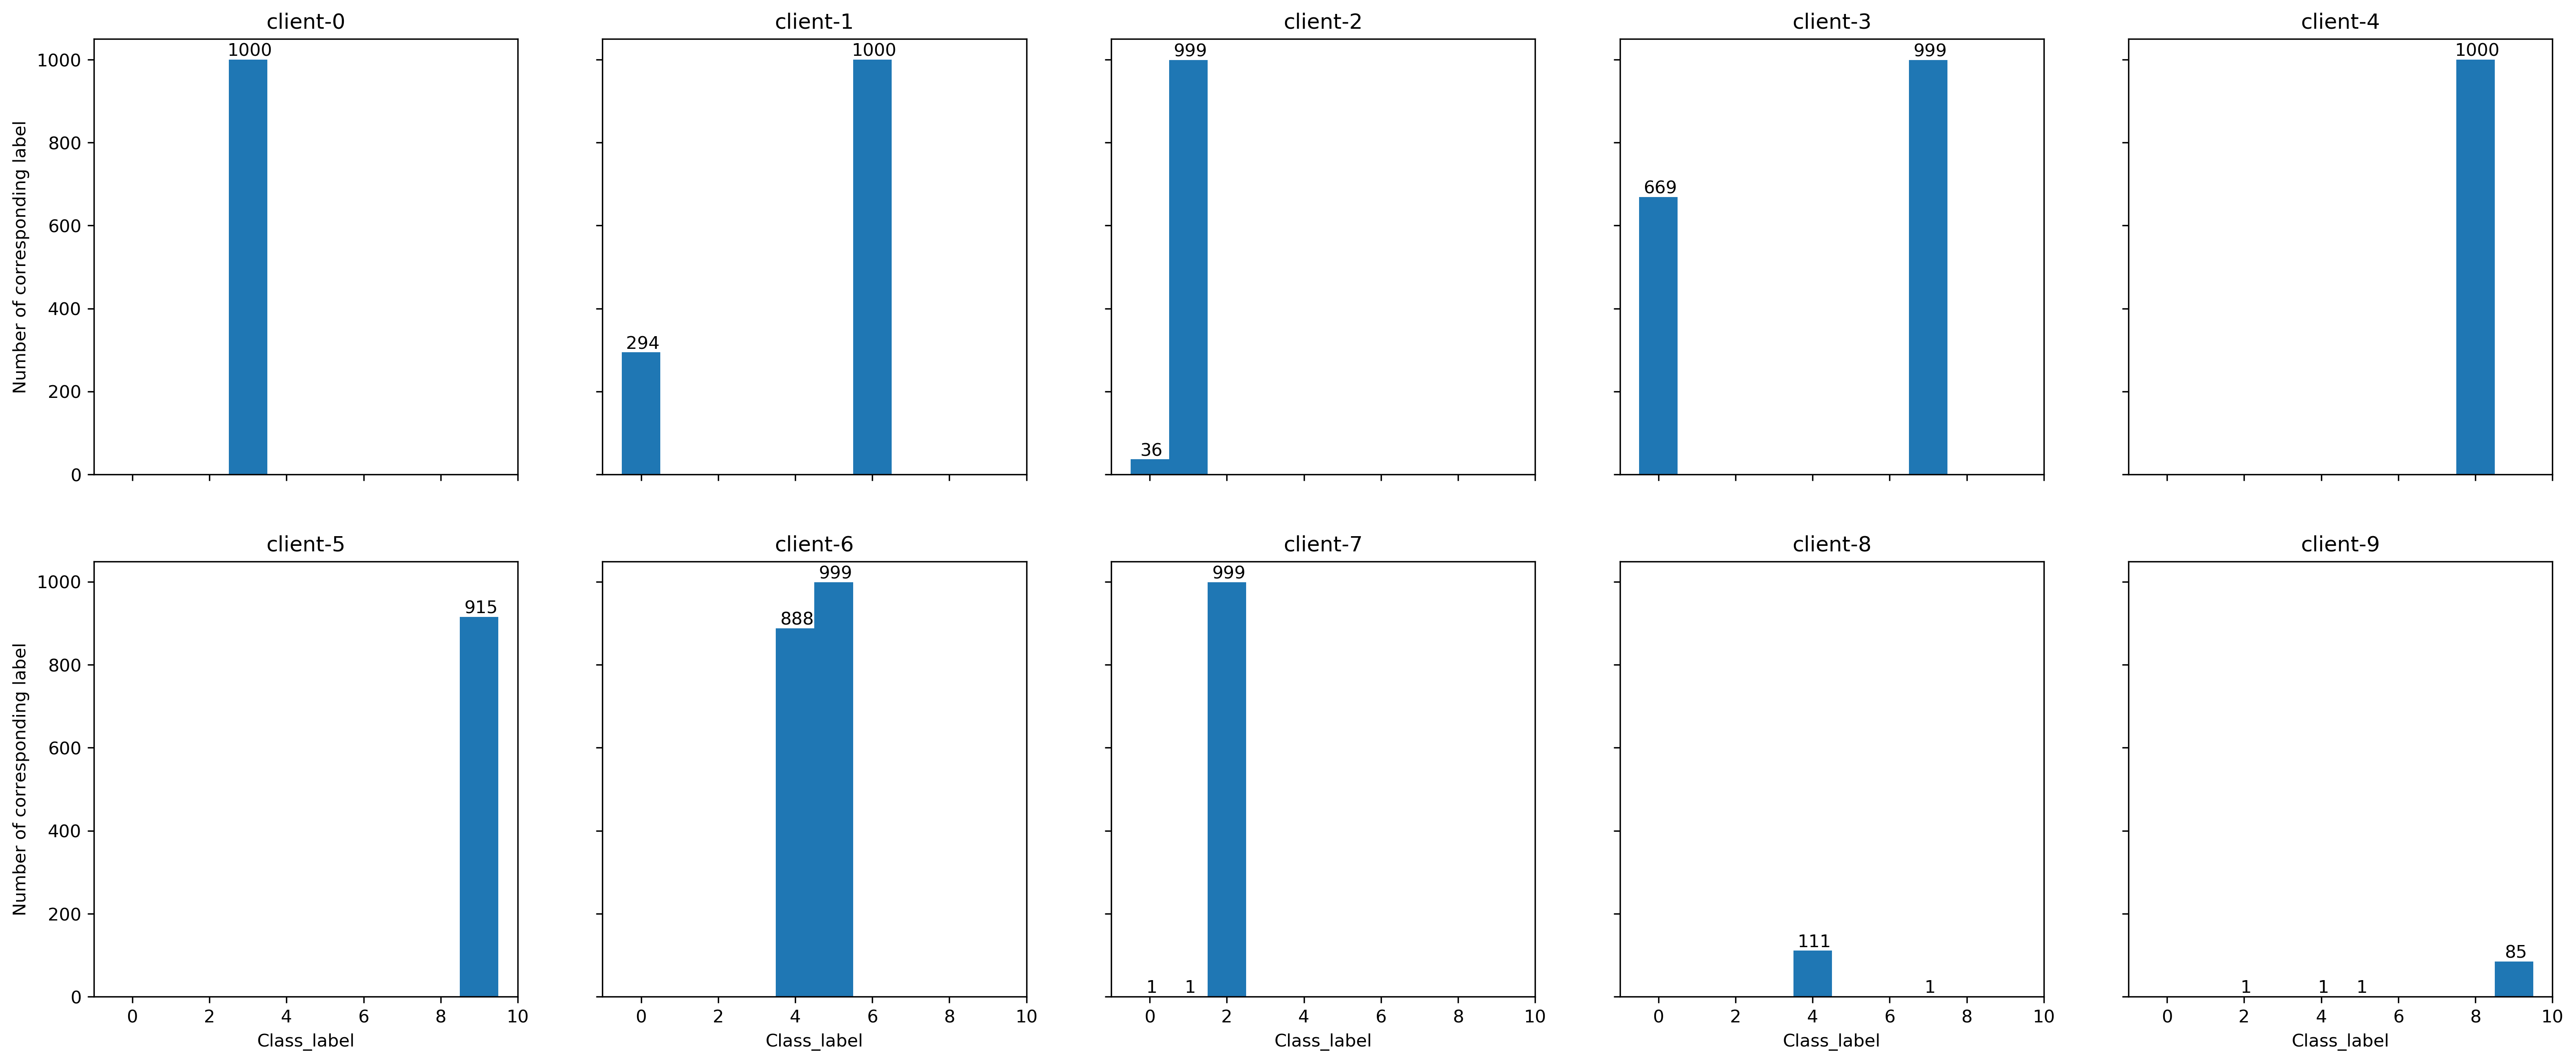 client-0
1000
Number of corresponding label
1000
800
600
400
200
0
client-1
1000
294
client-2
999
36
client-3
999
669
client-4
1000
client-5
915
Number of corresponding label
1000
800
600
400
200
0
0 2 4 6 8 10
Class_label
client-6
999
888
0 2 4 6 8 10
Class_label
client-7
999
1 1
0 2 4 6 8 10
Class_label
client-8
111
1
0 2 4 6 8 10
Class_label
client-9
85
1 1 1
0 2 4 6 8 10
Class_label